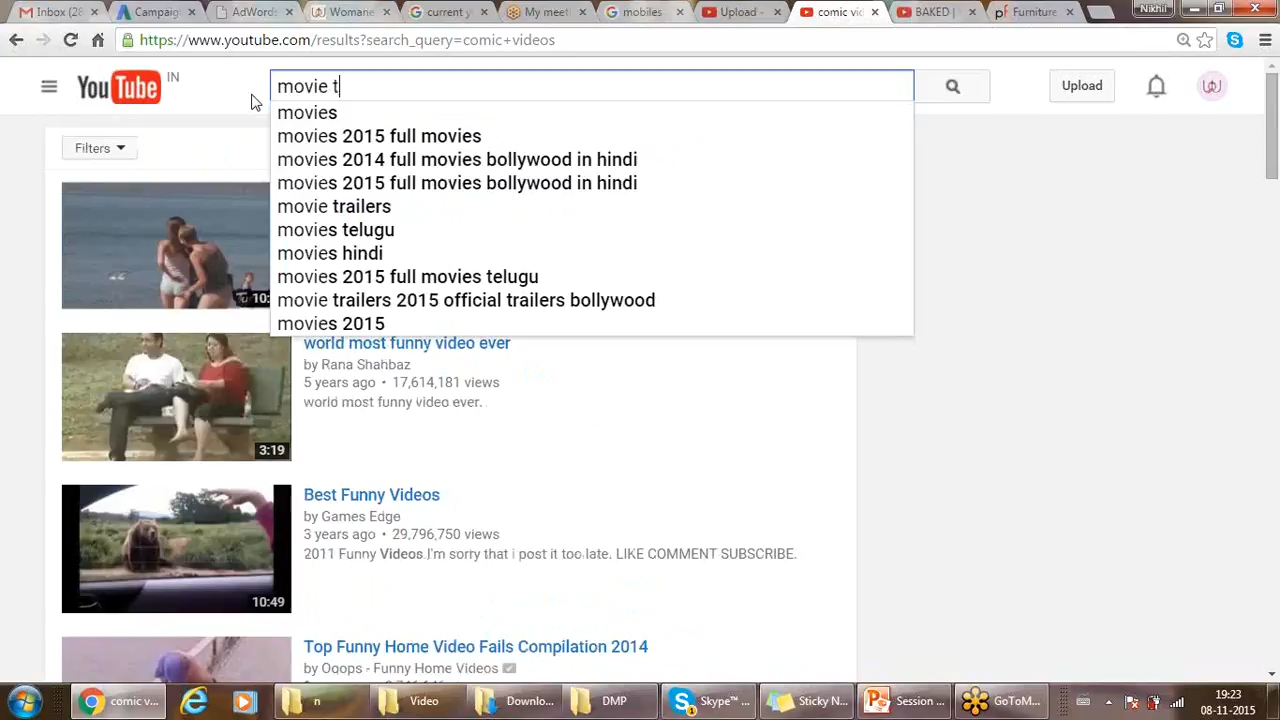 Inbox (28
Campaig
AdWords
Womane
current y
My meet
mobiles
Upload -
comic vi
BAKED |
Furniture
Nikhil
https://www.youtube.com/results?search_query=comic+videos
YouTube IN
movie t
Upload
movies
movies 2015 full movies
movies 2014 full movies bollywood in hindi
movies 2015 full movies bollywood in hindi
movie trailers
movies telugu
movies hindi
movies 2015 full movies telugu
movie trailers 2015 official trailers bollywood
movies 2015
Filters
10:
world most funny video ever
by Rana Shahbaz
5 years ago • 17,614,181 views
world most funny video ever.
3:19
Best Funny Videos
by Games Edge
3 years ago • 29,796,750 views
2011 Funny Videos I'm sorry that i post it too late. LIKE COMMENT SUBSCRIBE.
10:49
Top Funny Home Video Fails Compilation 2014
by Oqops - Funny Home Videos
comic v...
n
Video
Downlo...
DMP
Skype™ ...
Sticky N...
Session ...
GoToM...
19:23
08-11-2015